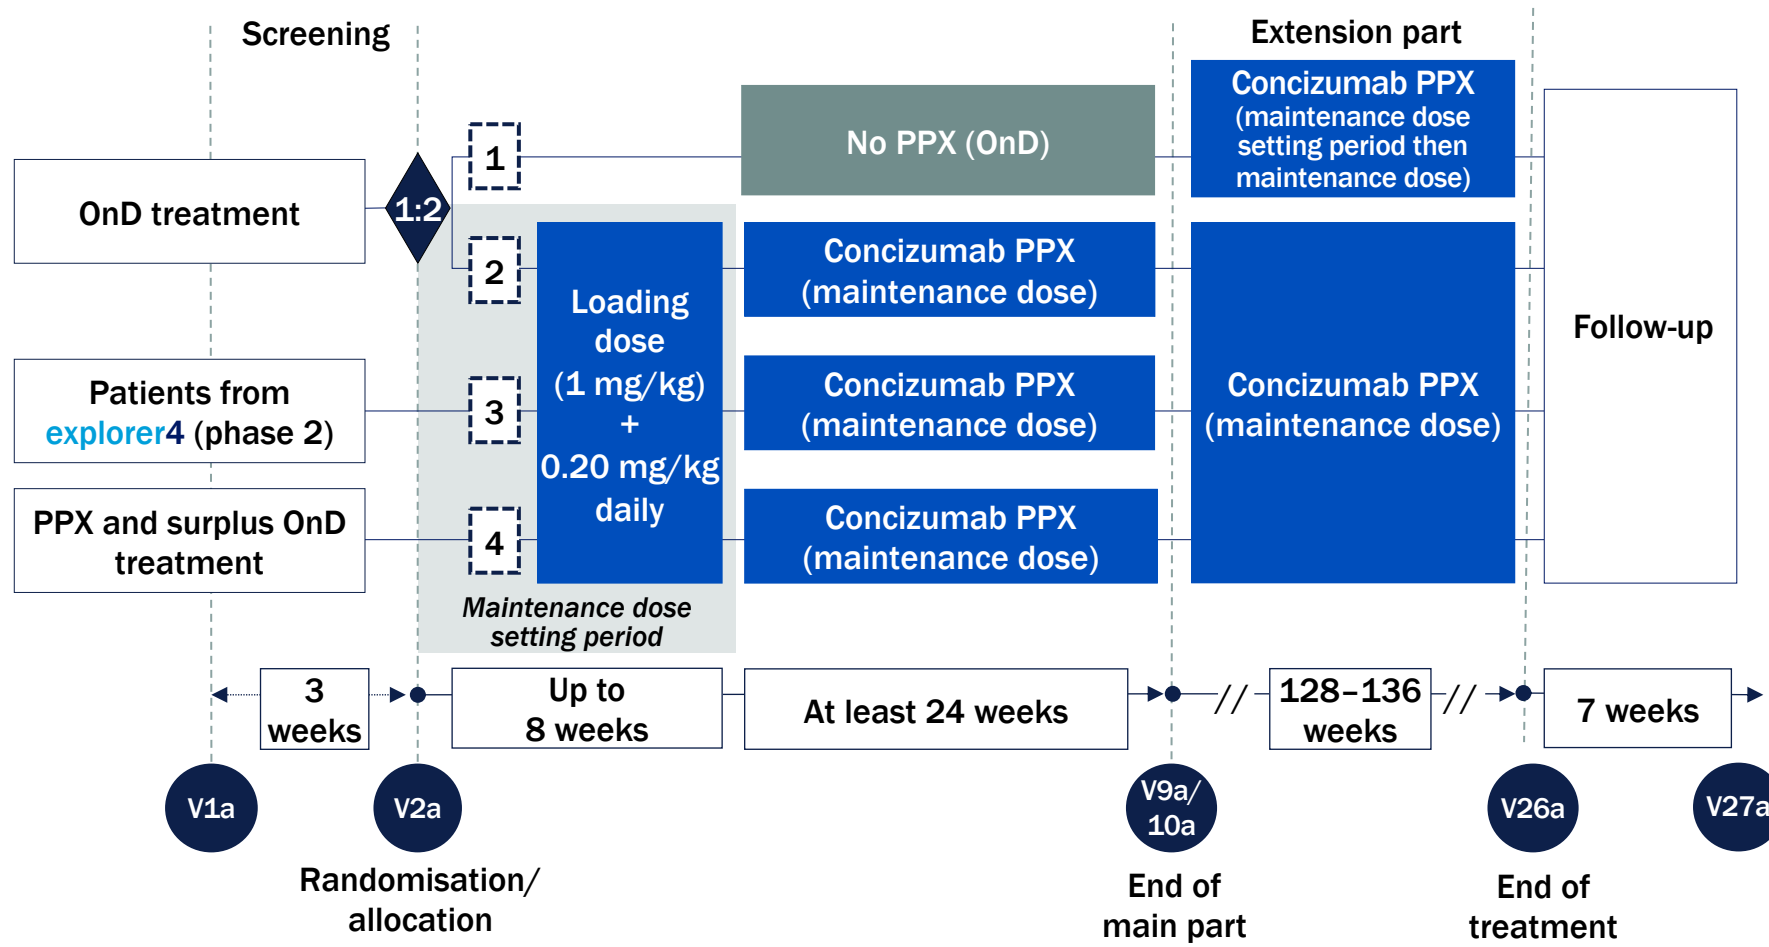 Screening
Extension part
OnD treatment
1:2
1
No PPX (OnD)
Concizumab PPX
(maintenance dose
setting period then
maintenance dose)
2
Loading
dose
(1 mg/kg)
+
0.20 mg/kg
daily
Concizumab PPX
(maintenance dose)
Patients from
explorer4 (phase 2)
3
Concizumab PPX
(maintenance dose)
Concizumab PPX
(maintenance dose)
Follow-up
PPX and surplus OnD
treatment
4
Concizumab PPX
(maintenance dose)
Maintenance dose
setting period
3
weeks
Up to
8 weeks
At least 24 weeks
//
128–136
weeks
//
7 weeks
V1a
V2a
V9a/
10a
V26a
V27a
Randomisation/
allocation
End of
main part
End of
treatment